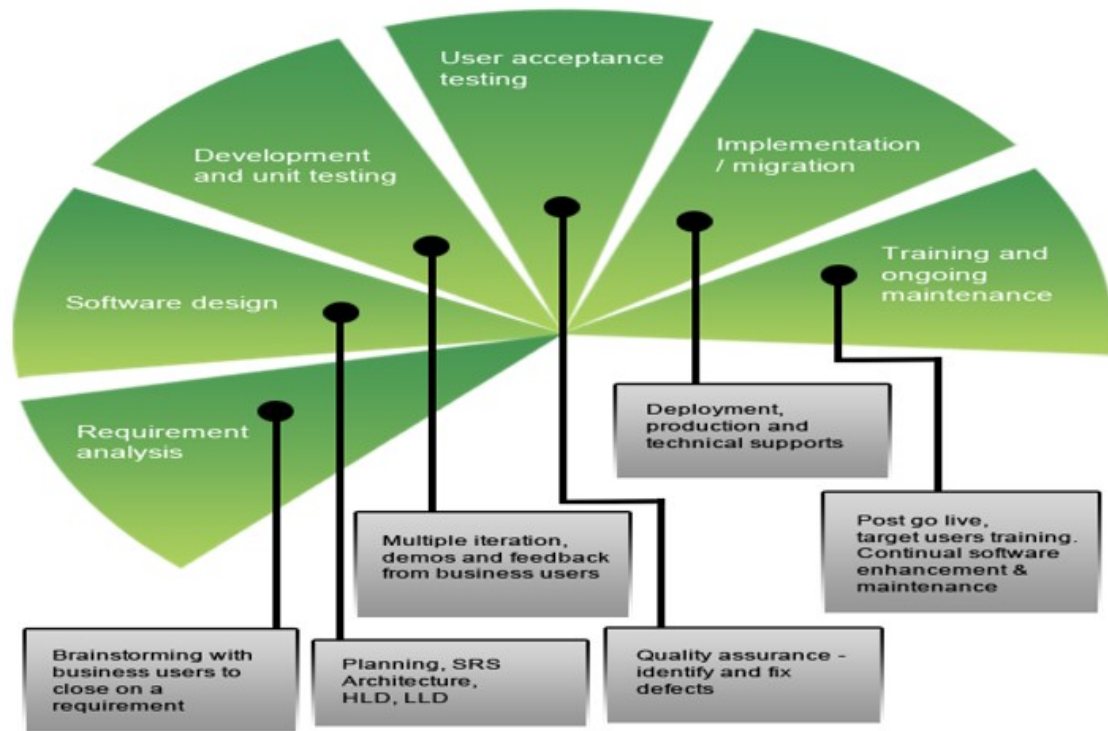 User acceptance
testing
Development
and unit testing
Implementation
/ migration
Software design
Training and
ongoing
maintenance
Requirement
analysis
Deployment,
production and
technical supports
Multiple iteration,
demos and feedback
from business users
Post go live,
target users training.
Continual software
enhancement &
maintenance
Brainstorming with
business users to
close on a
requirement
Planning, SRS
Architecture,
HLD, LLD
Quality assurance -
identify and fix
defects